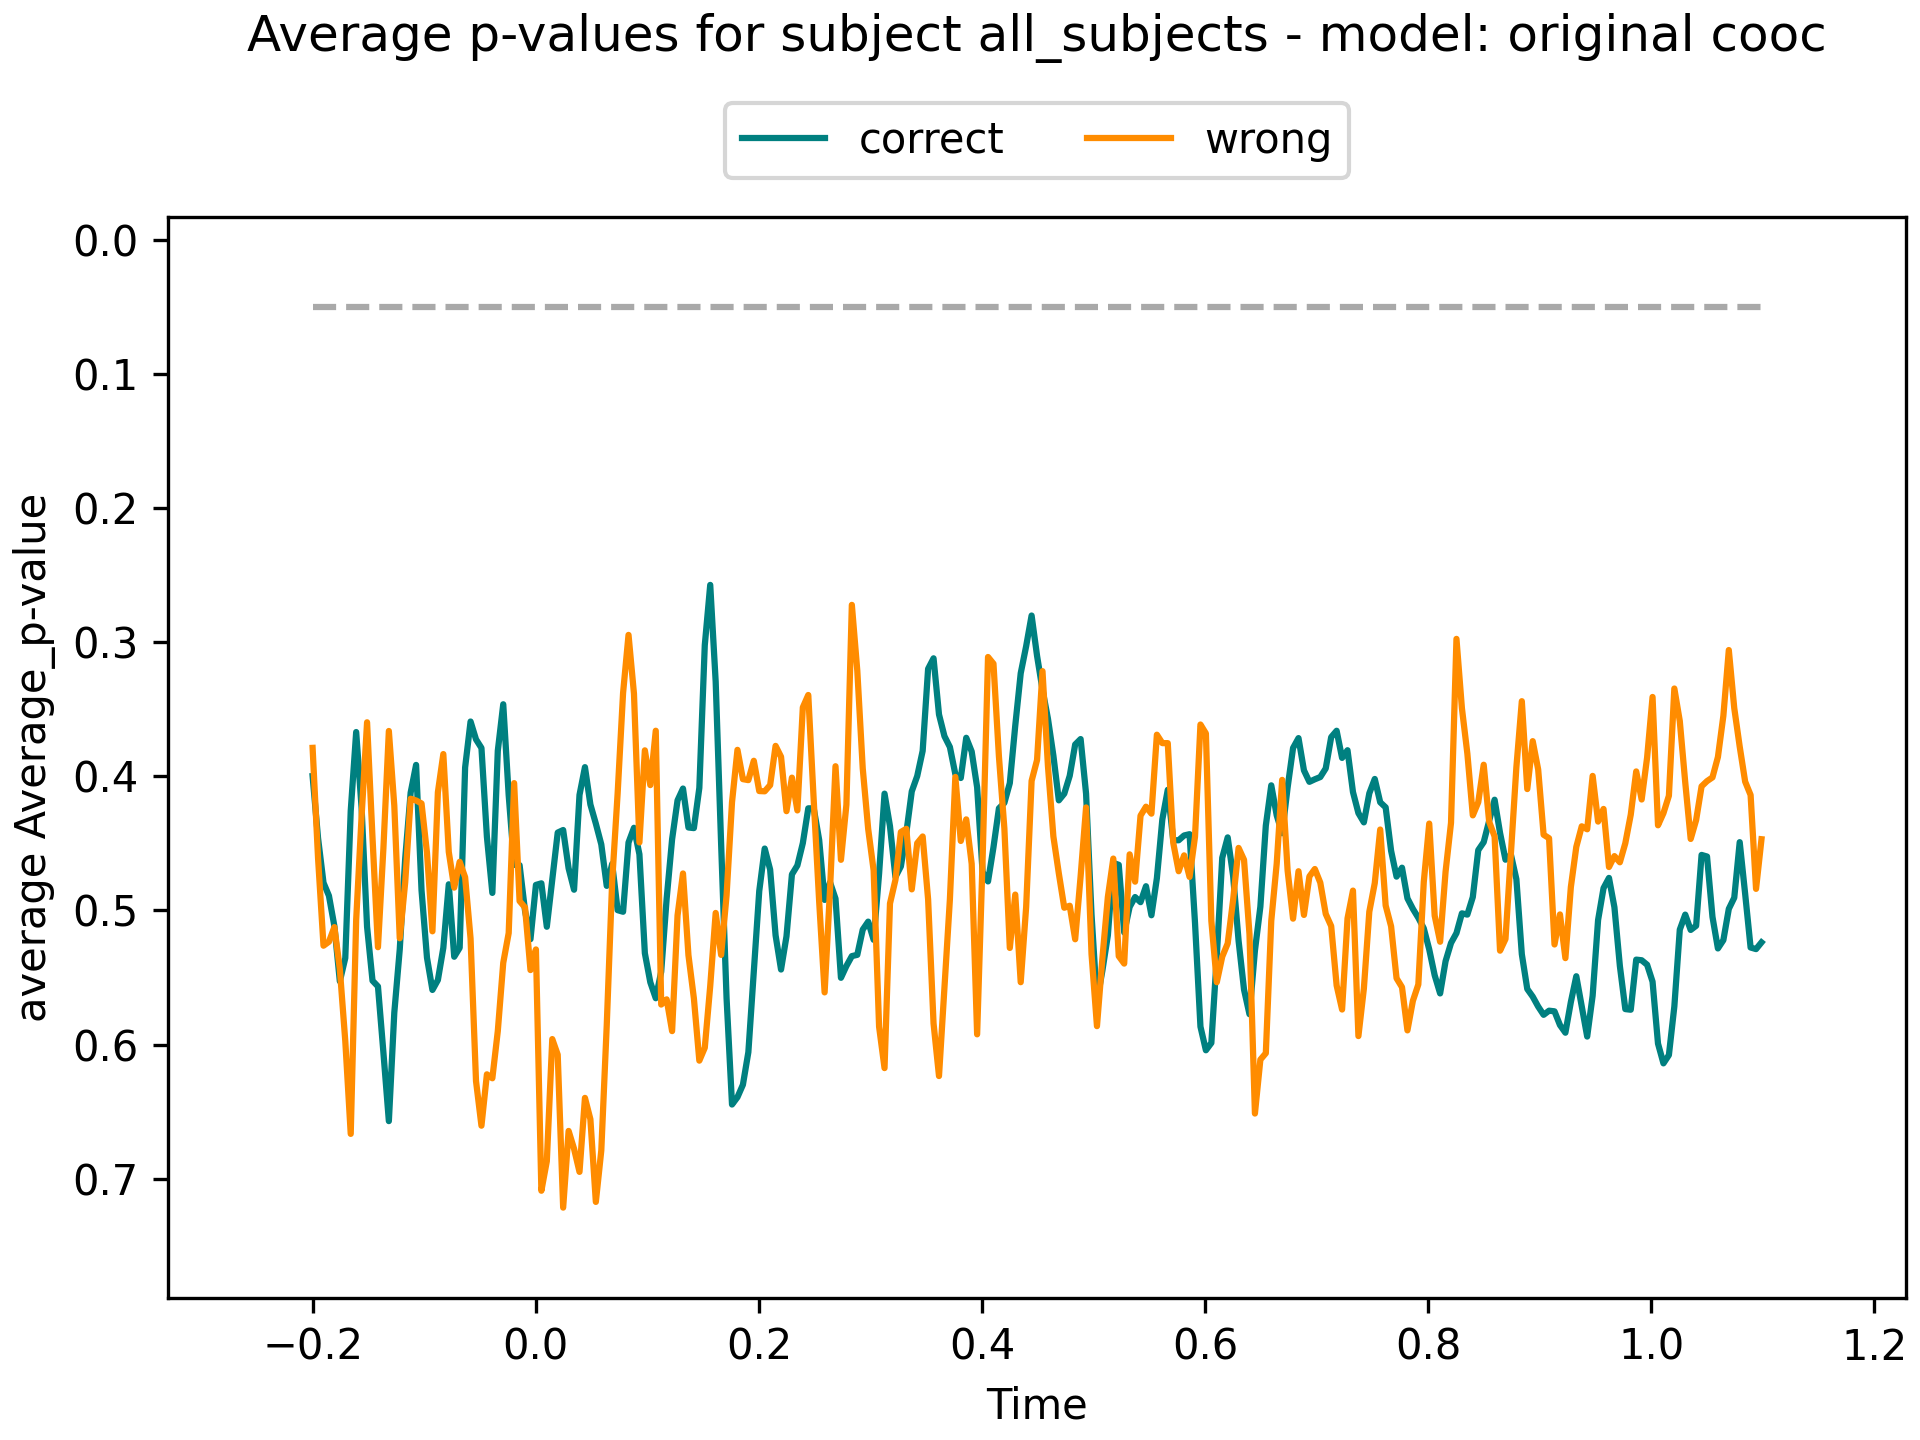 Average p-values for subject all_subjects - model: original cooc
correct wrong
average Average_p-value
0.0
0.1
0.2
0.3
0.4
0.5
0.6
0.7
−0.2 0.0 0.2 0.4 0.6 0.8 1.0 1.2
Time